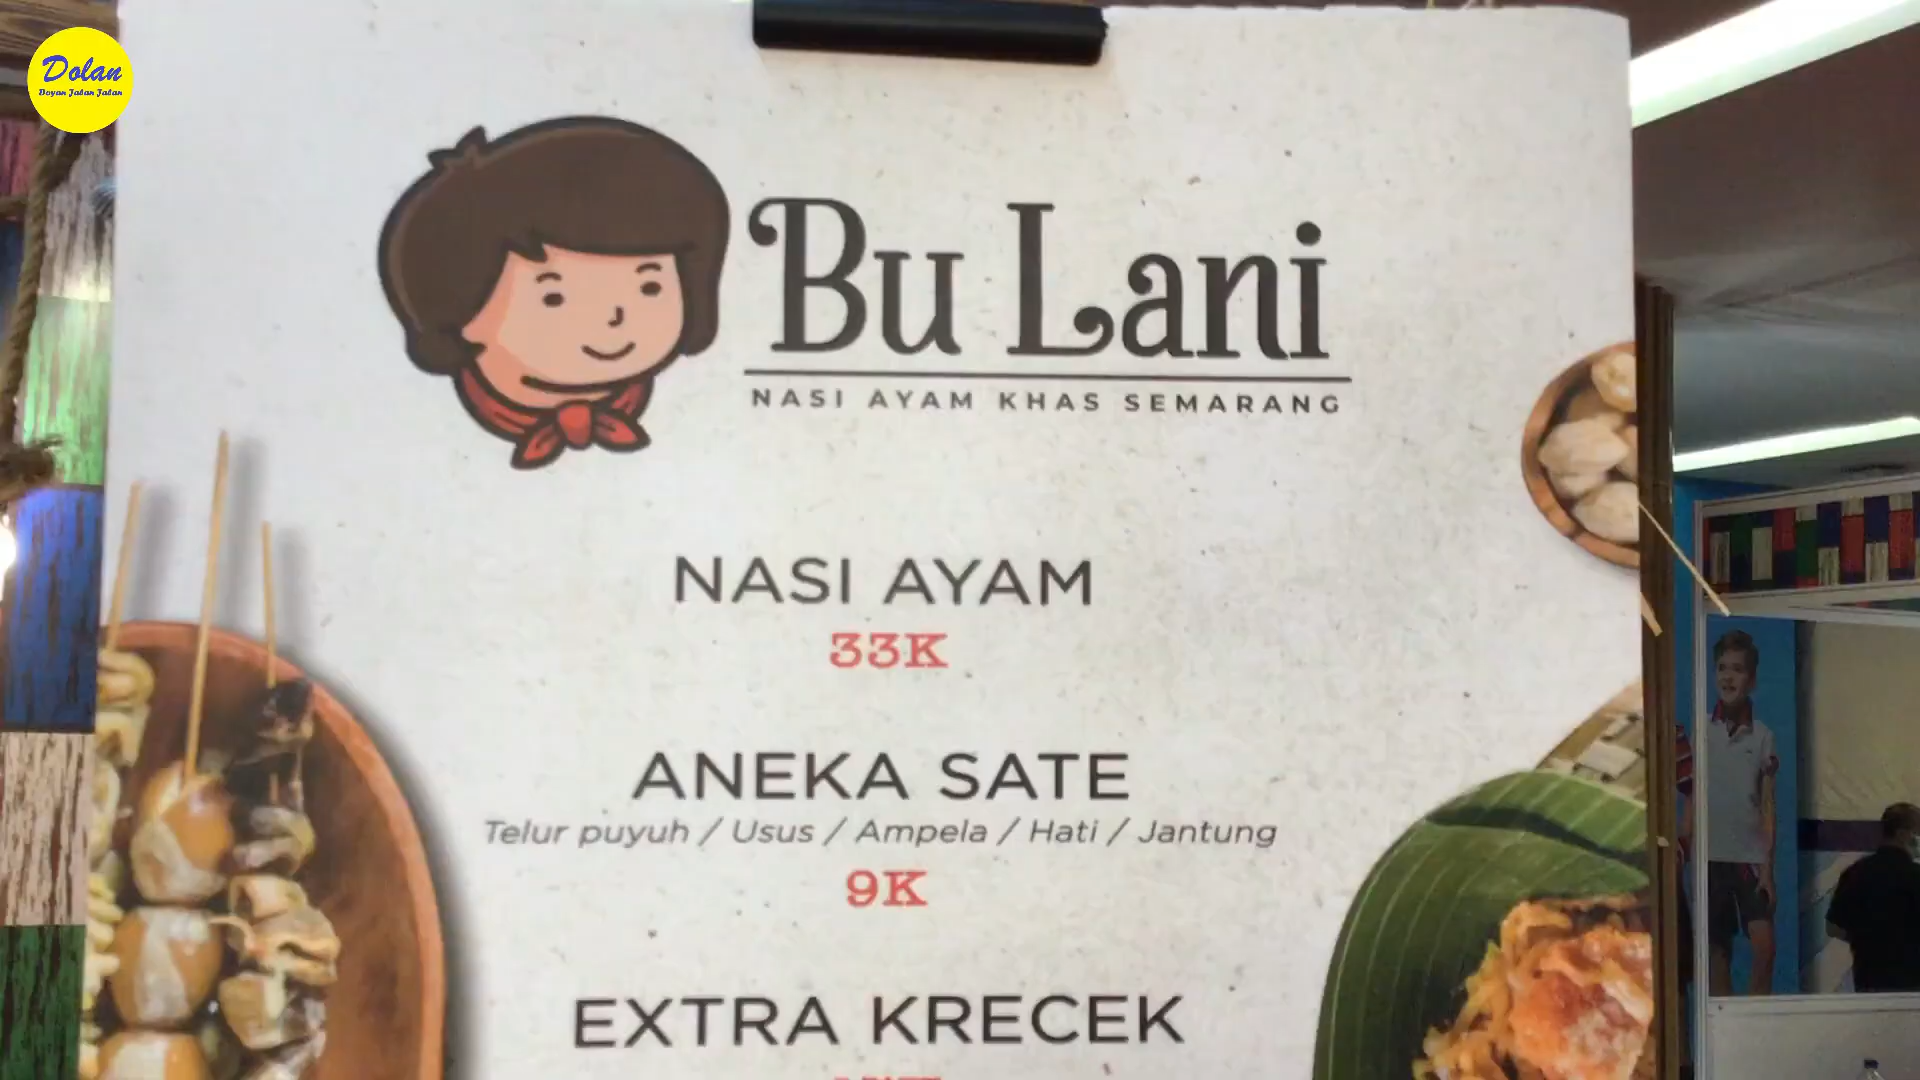 Dolan
Doyan Jalan Jalan
Bu Lani
NASI AYAM KHAS SEMARANG
NASI AYAM
33K
ANEKA SATE
Telur puyuh / Usus / Ampela / Hati / Jantung
9K
EXTRA KRECEK